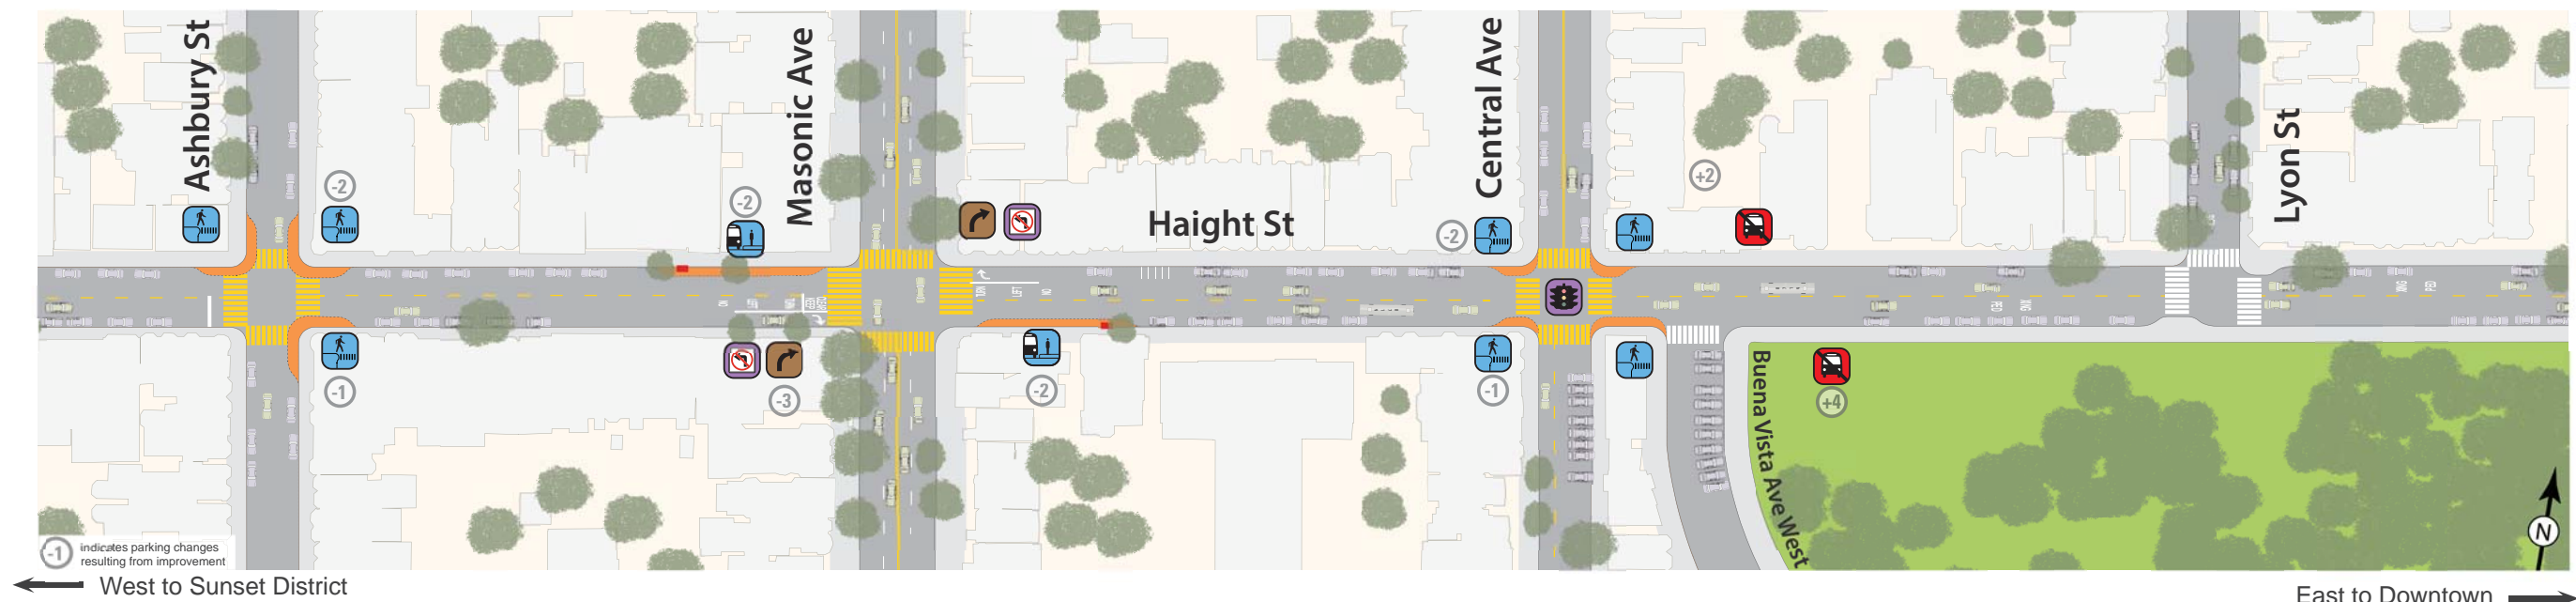 Ashbury St
Masonic Ave
Central Ave
Lyon St
-2
-2
+2
Haight St
-2
-1
-3
-2
-1
+4
Buena Vista Ave West
-1 indicates parking changes
resulting from improvement
N
West to Sunset District
East to Downtown